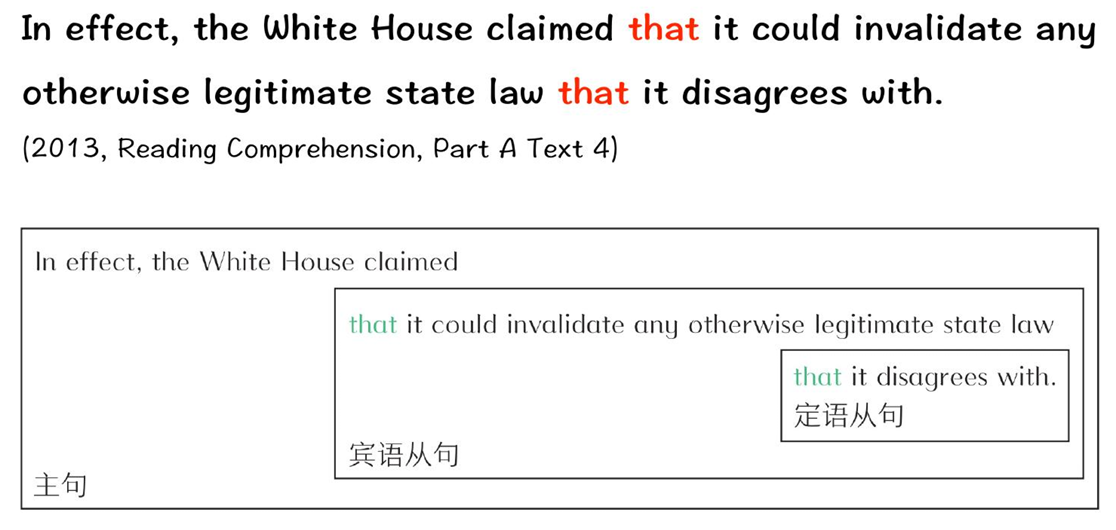 In effect, the White House claimed that it could invalidate any
otherwise legitimate state law that it disagrees with.
(2013, Reading Comprehension, Part A Text 4)
In effect, the White House claimed
that it could invalidate any otherwise legitimate state law
that it disagrees with.
定语从句
宾语从句
主句